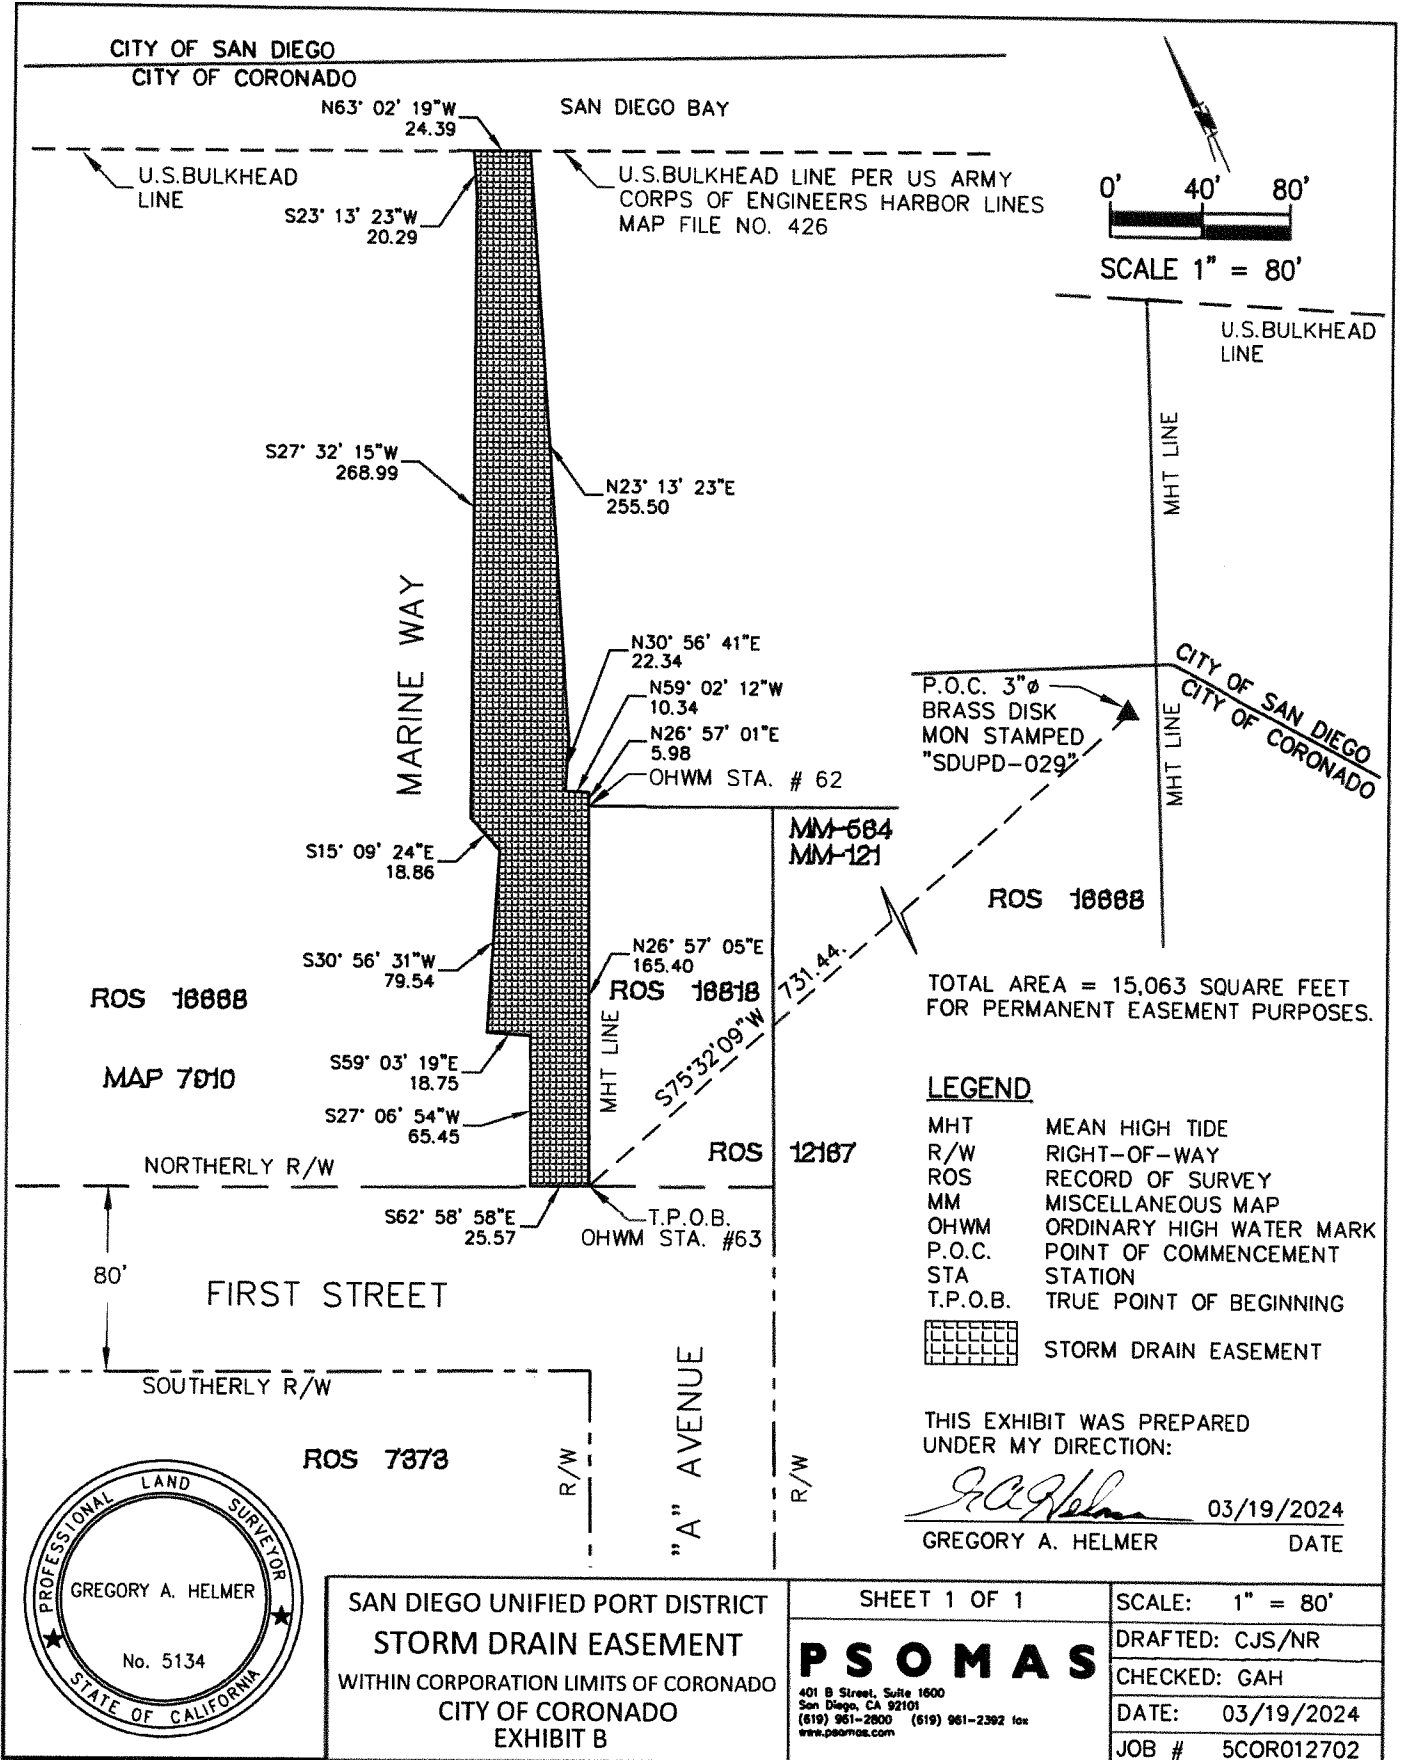 CITY OF SAN DIEGO
CITY OF CORONADO
N63° 02' 19"W
24.39
SAN DIEGO BAY
U.S.BULKHEAD
LINE
S23° 13' 23"W
20.29
U.S.BULKHEAD LINE PER US ARMY
CORPS OF ENGINEERS HARBOR LINES
MAP FILE NO. 426
0' 40' 80'
SCALE 1" = 80'
U.S.BULKHEAD
LINE
MHT LINE
S27° 32' 15"W
268.99
N23° 13' 23"E
255.50
MARINE WAY
N30° 56' 41"E
22.34
N59° 02' 12"W
10.34
N26° 57' 01"E
5.98
OHWM STA. # 62
P.O.C. 3"ø
BRASS DISK
MON STAMPED
"SDUPD-029"
MHT LINE
CITY OF SAN DIEGO
CITY OF CORONADO
MM-564
MM-121
S15° 09' 24"E
18.86
ROS 16668
S30° 56' 31"W
79.54
N26° 57' 05"E
165.40
ROS 16668
ROS 16818
MHT LINE
S75°32'09"W 731.44.
TOTAL AREA = 15,063 SQUARE FEET
FOR PERMANENT EASEMENT PURPOSES.
MAP 7010
S59° 03' 19"E
18.75
S27° 06' 54"W
65.45
ROS 12167
NORTHERLY R/W
S62° 58' 58"E
25.57
T.P.O.B.
OHWM STA. #63
80'
FIRST STREET
LEGEND
MHT MEAN HIGH TIDE
R/W RIGHT-OF-WAY
ROS RECORD OF SURVEY
MM MISCELLANEOUS MAP
OHWM ORDINARY HIGH WATER MARK
P.O.C. POINT OF COMMENCEMENT
STA STATION
T.P.O.B. TRUE POINT OF BEGINNING
STORM DRAIN EASEMENT
SOUTHERLY R/W
ROS 7373
R/W
"A" AVENUE
R/W
THIS EXHIBIT WAS PREPARED
UNDER MY DIRECTION:
03/19/2024
GREGORY A. HELMER DATE
PROFESSIONAL LAND SURVEYOR
GREGORY A. HELMER
No. 5134
STATE OF CALIFORNIA
SAN DIEGO UNIFIED PORT DISTRICT
STORM DRAIN EASEMENT
WITHIN CORPORATION LIMITS OF CORONADO
CITY OF CORONADO
EXHIBIT B
SHEET 1 OF 1
PSOMAS
401 B Street, Suite 1600
San Diego, CA 92101
(619) 961-2800 (619) 961-2392 fax
www.psomas.com
SCALE: 1" = 80'
DRAFTED: CJS/NR
CHECKED: GAH
DATE: 03/19/2024
JOB # 5COR012702